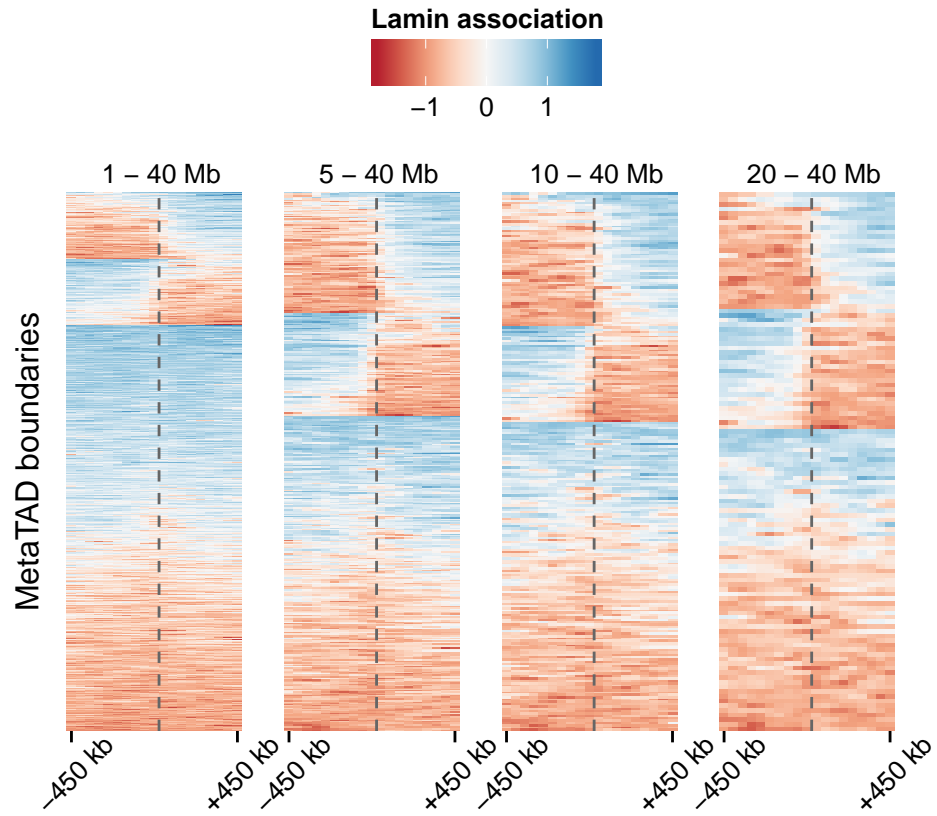 Lamin association
−1 0 1
1 − 40 Mb 5 − 40 Mb 10 − 40 Mb 20 − 40 Mb
MetaTAD boundaries
−450 kb +450 kb −450 kb +450 kb −450 kb +450 kb −450 kb +450 kb